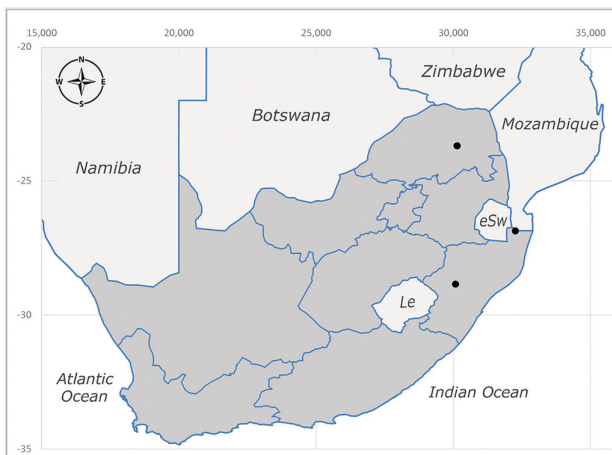 15,000 20,000 25,000 30,000 35,000
-20
N
W E
S
Zimbabwe
Botswana
Mozambique
Namibia
-25
eSw
Le
-30
Atlantic
Ocean
Indian Ocean
-35